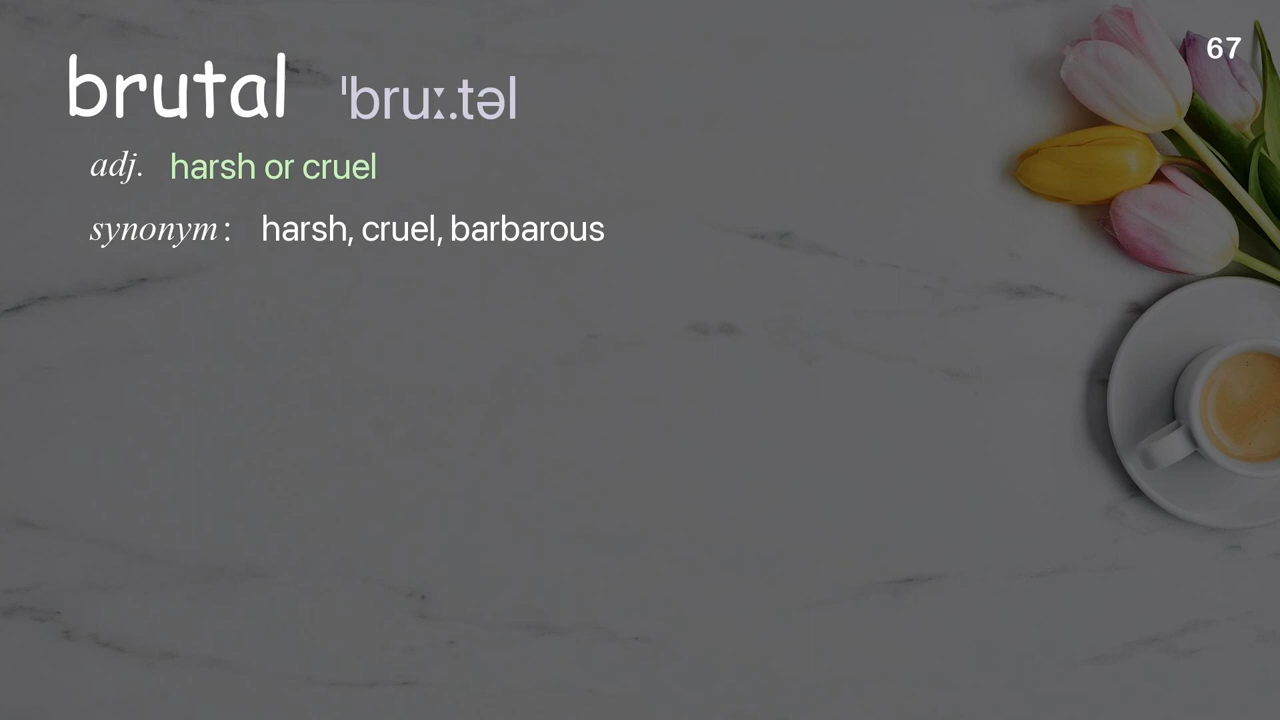 67
brutal ˈbruː.təl
adj. harsh or cruel
synonym : harsh, cruel, barbarous